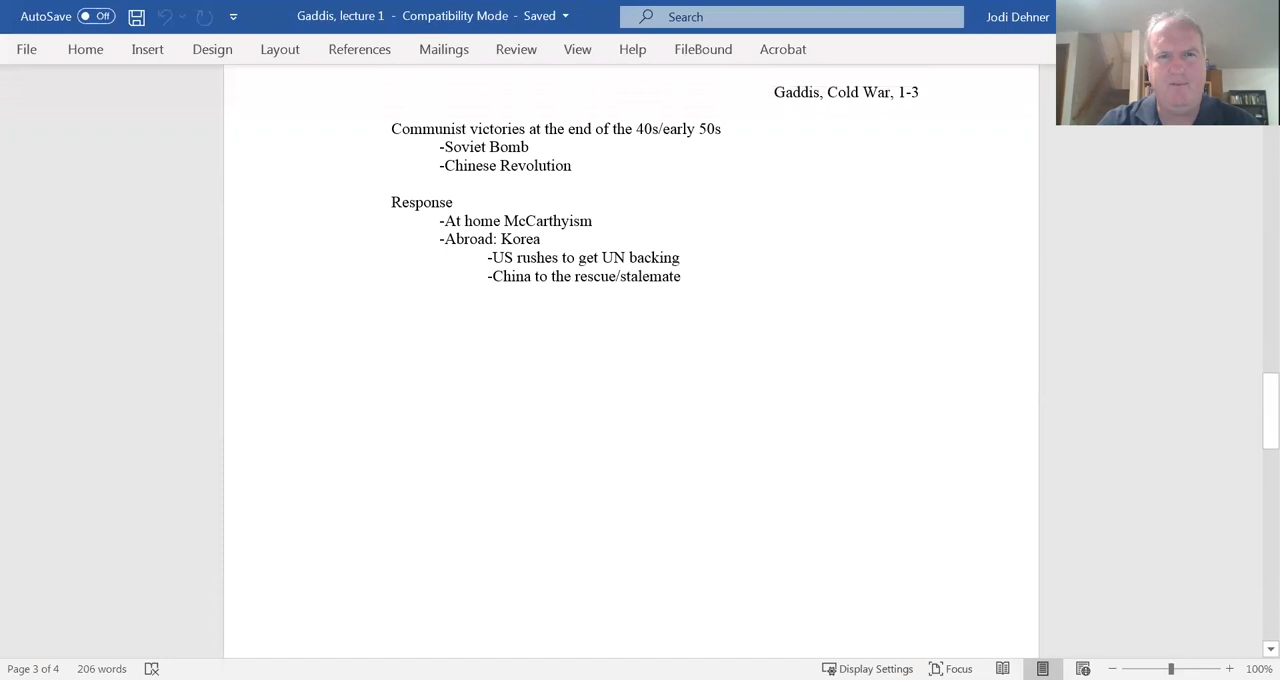 AutoSave Off Gaddis, lecture 1 - Compatibility Mode - Saved Search Jodi Dehner
File Home Insert Design Layout References Mailings Review View Help FileBound Acrobat
Gaddis, Cold War, 1-3
Communist victories at the end of the 40s/early 50s
-Soviet Bomb
-Chinese Revolution
Response
-At home McCarthyism
-Abroad: Korea
-US rushes to get UN backing
-China to the rescue/stalemate
Page 3 of 4 206 words Display Settings Focus 100%